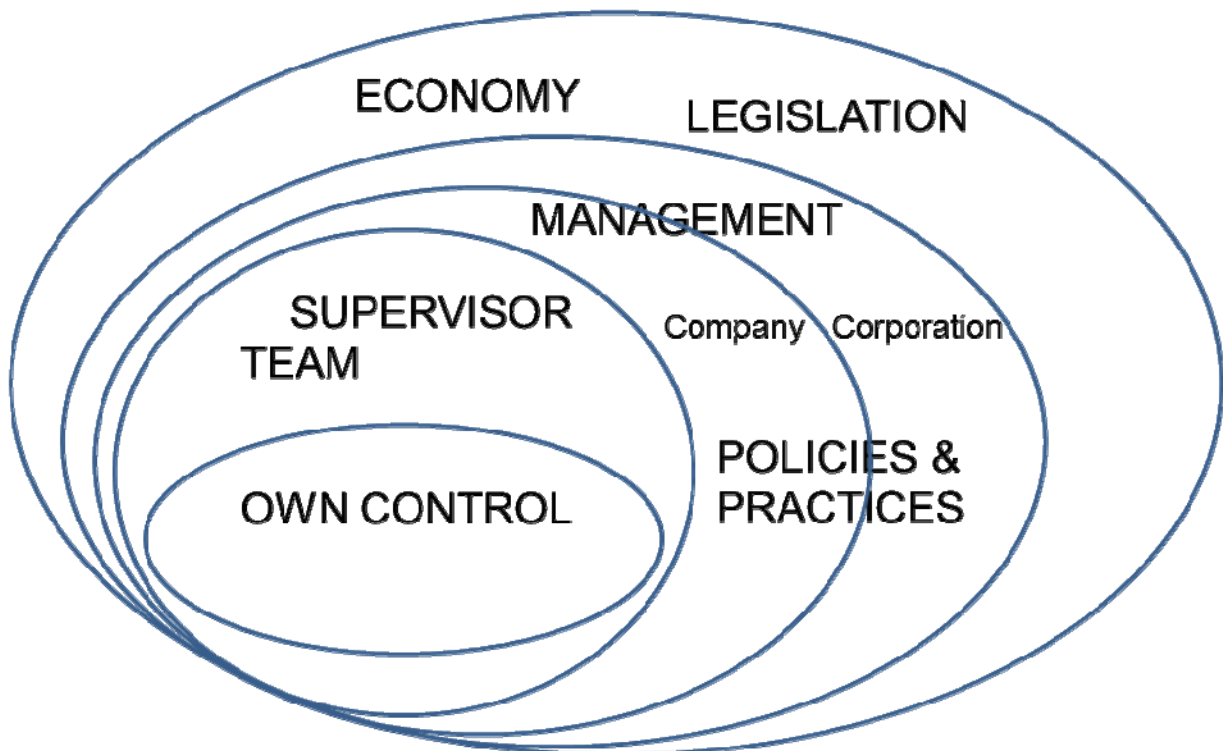 ECONOMY
LEGISLATION
MANAGEMENT
SUPERVISOR
TEAM
Company
Corporation
POLICIES &
PRACTICES
OWN CONTROL